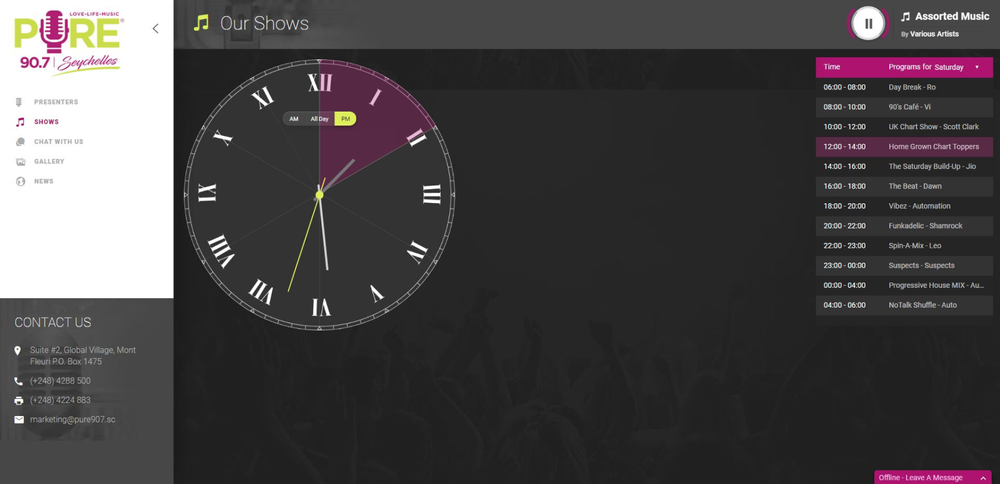 LOVE-LIFE-MUSIC
PURE®
90.7 | Seychelles
PRESENTERS
SHOWS
CHAT WITH US
GALLERY
NEWS
CONTACT US
Suite #2, Global Village, Mont
Fleuri P.O. Box 1475
(+248) 4288 500
(+248) 4224 883
marketing@pure907.sc
Our Shows
Assorted Music
By Various Artists
XII
I
II
III
IV
V
VI
VII
VIII
IX
X
XI
AM All Day PM
Time Programs for Saturday
06:00 - 08:00 Day Break - Ro
08:00 - 10:00 90's Café - Vi
10:00 - 12:00 UK Chart Show - Scott Clark
12:00 - 14:00 Home Grown Chart Toppers
14:00 - 16:00 The Saturday Build-Up - Jio
16:00 - 18:00 The Beat - Dawn
18:00 - 20:00 Vibez - Automation
20:00 - 22:00 Funkadelic - Shamrock
22:00 - 23:00 Spin-A-Mix - Leo
23:00 - 00:00 Suspects - Suspects
00:00 - 04:00 Progressive House MIX - Au...
04:00 - 06:00 NoTalk Shuffle - Auto
Offline - Leave A Message